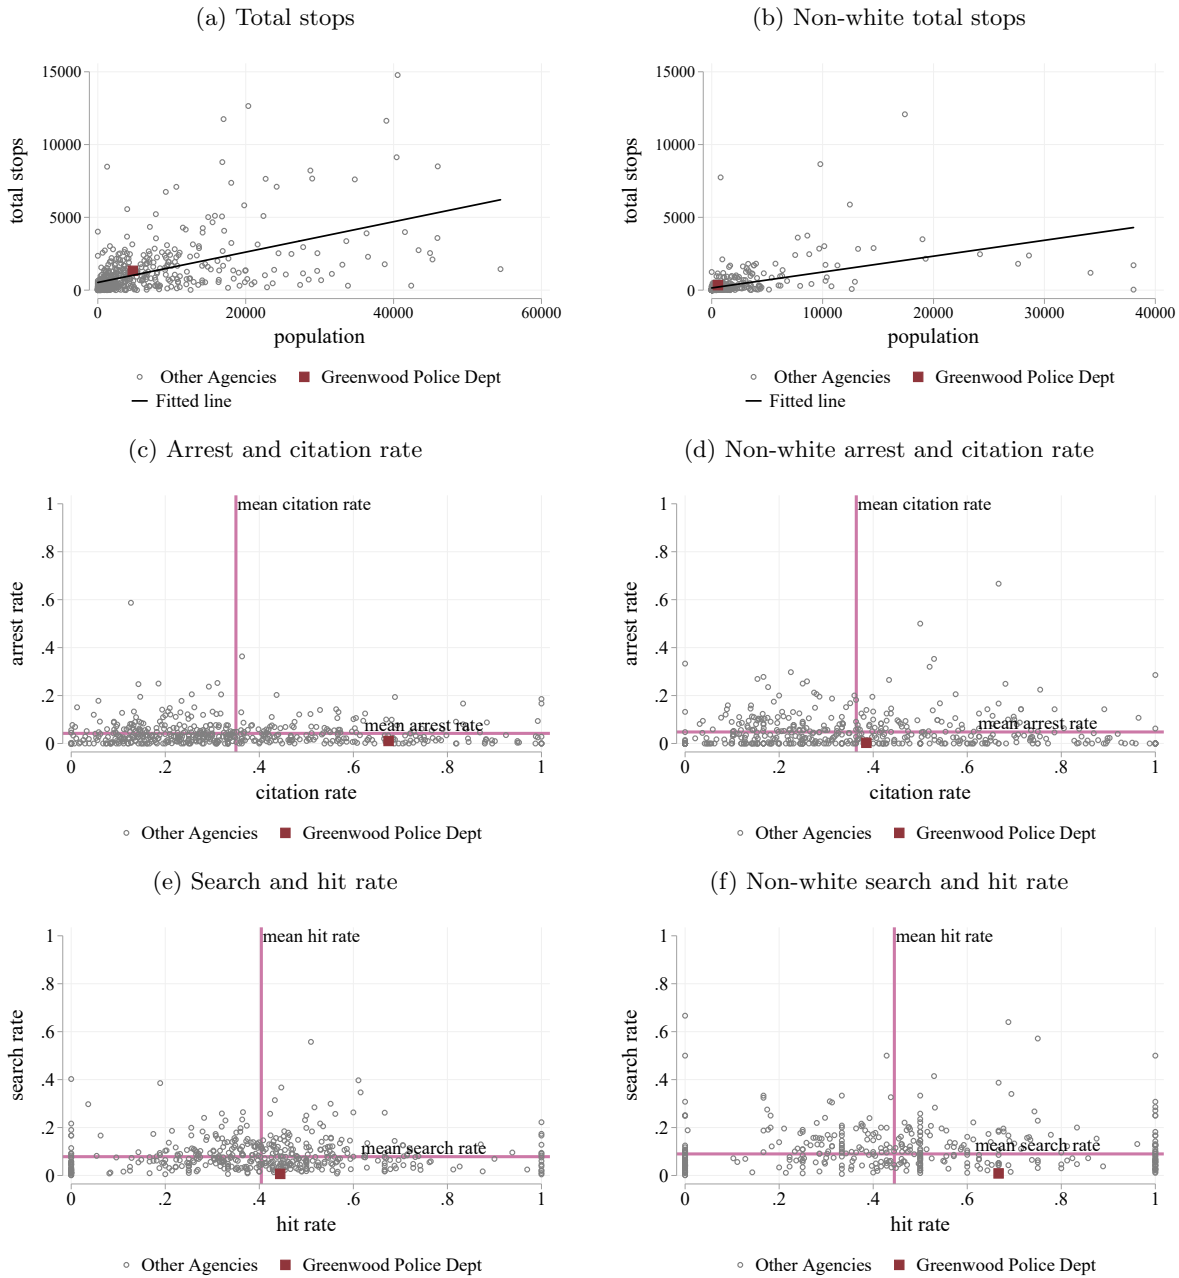 (a) Total stops
(b) Non-white total stops
15000
10000
5000
0
total stops
0 20000 40000 60000
population
Other Agencies Greenwood Police Dept
Fitted line
15000
10000
5000
0
total stops
0 10000 20000 30000 40000
population
Other Agencies Greenwood Police Dept
Fitted line
(c) Arrest and citation rate
(d) Non-white arrest and citation rate
1
.8
.6
.4
.2
0
arrest rate
mean citation rate
mean arrest rate
0 .2 .4 .6 .8 1
citation rate
Other Agencies Greenwood Police Dept
1
.8
.6
.4
.2
0
arrest rate
mean citation rate
mean arrest rate
0 .2 .4 .6 .8 1
citation rate
Other Agencies Greenwood Police Dept
(e) Search and hit rate
(f) Non-white search and hit rate
1
.8
.6
.4
.2
0
search rate
mean hit rate
mean search rate
0 .2 .4 .6 .8 1
hit rate
Other Agencies Greenwood Police Dept
1
.8
.6
.4
.2
0
search rate
mean hit rate
mean search rate
0 .2 .4 .6 .8 1
hit rate
Other Agencies Greenwood Police Dept